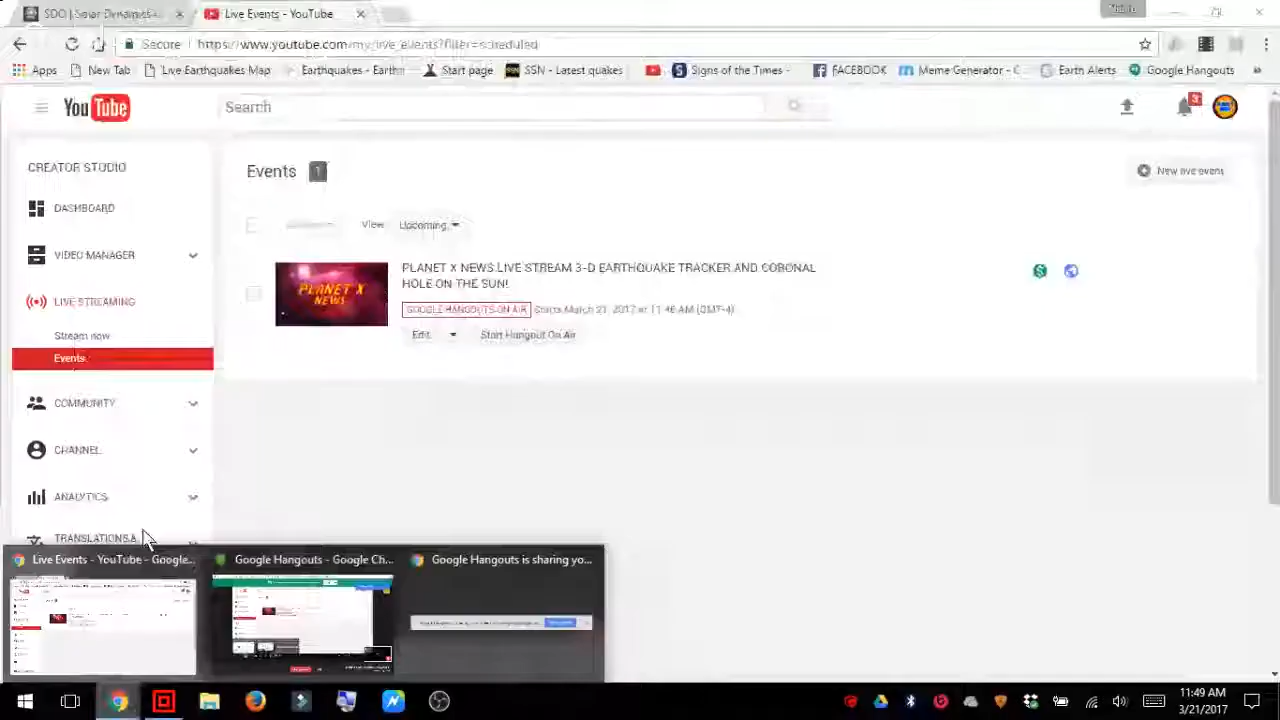 SDO | Solar Dynamics
Live Events - YouTube
Secure
https://www.youtube.com/my_live_events?filter=scheduled
Apps
New Tab
Live Earthquake Map
Earthquakes - Earth
Start page
SSN - Latest quakes
Signs of the Times -
FACEBOOK
Meme Generator - C
Earth Alerts
Google Hangouts
YouTube
Search
CREATOR STUDIO
DASHBOARD
VIDEO MANAGER
LIVE STREAMING
Stream now
Events
COMMUNITY
CHANNEL
ANALYTICS
TRANSLATIONS &
Events 1
New live event
View
Upcoming
PLANET X
NEWS
PLANET X NEWS LIVE STREAM 3-D EARTHQUAKE TRACKER AND CORONAL
HOLE ON THE SUN!
GOOGLE HANGOUTS ON AIR Starts March 21, 2017 at 11:46 AM (GMT-4)
Edit
Start Hangout On Air
Live Events - YouTube - Google...
Google Hangouts - Google Ch...
Google Hangouts is sharing yo...
11:49 AM
3/21/2017